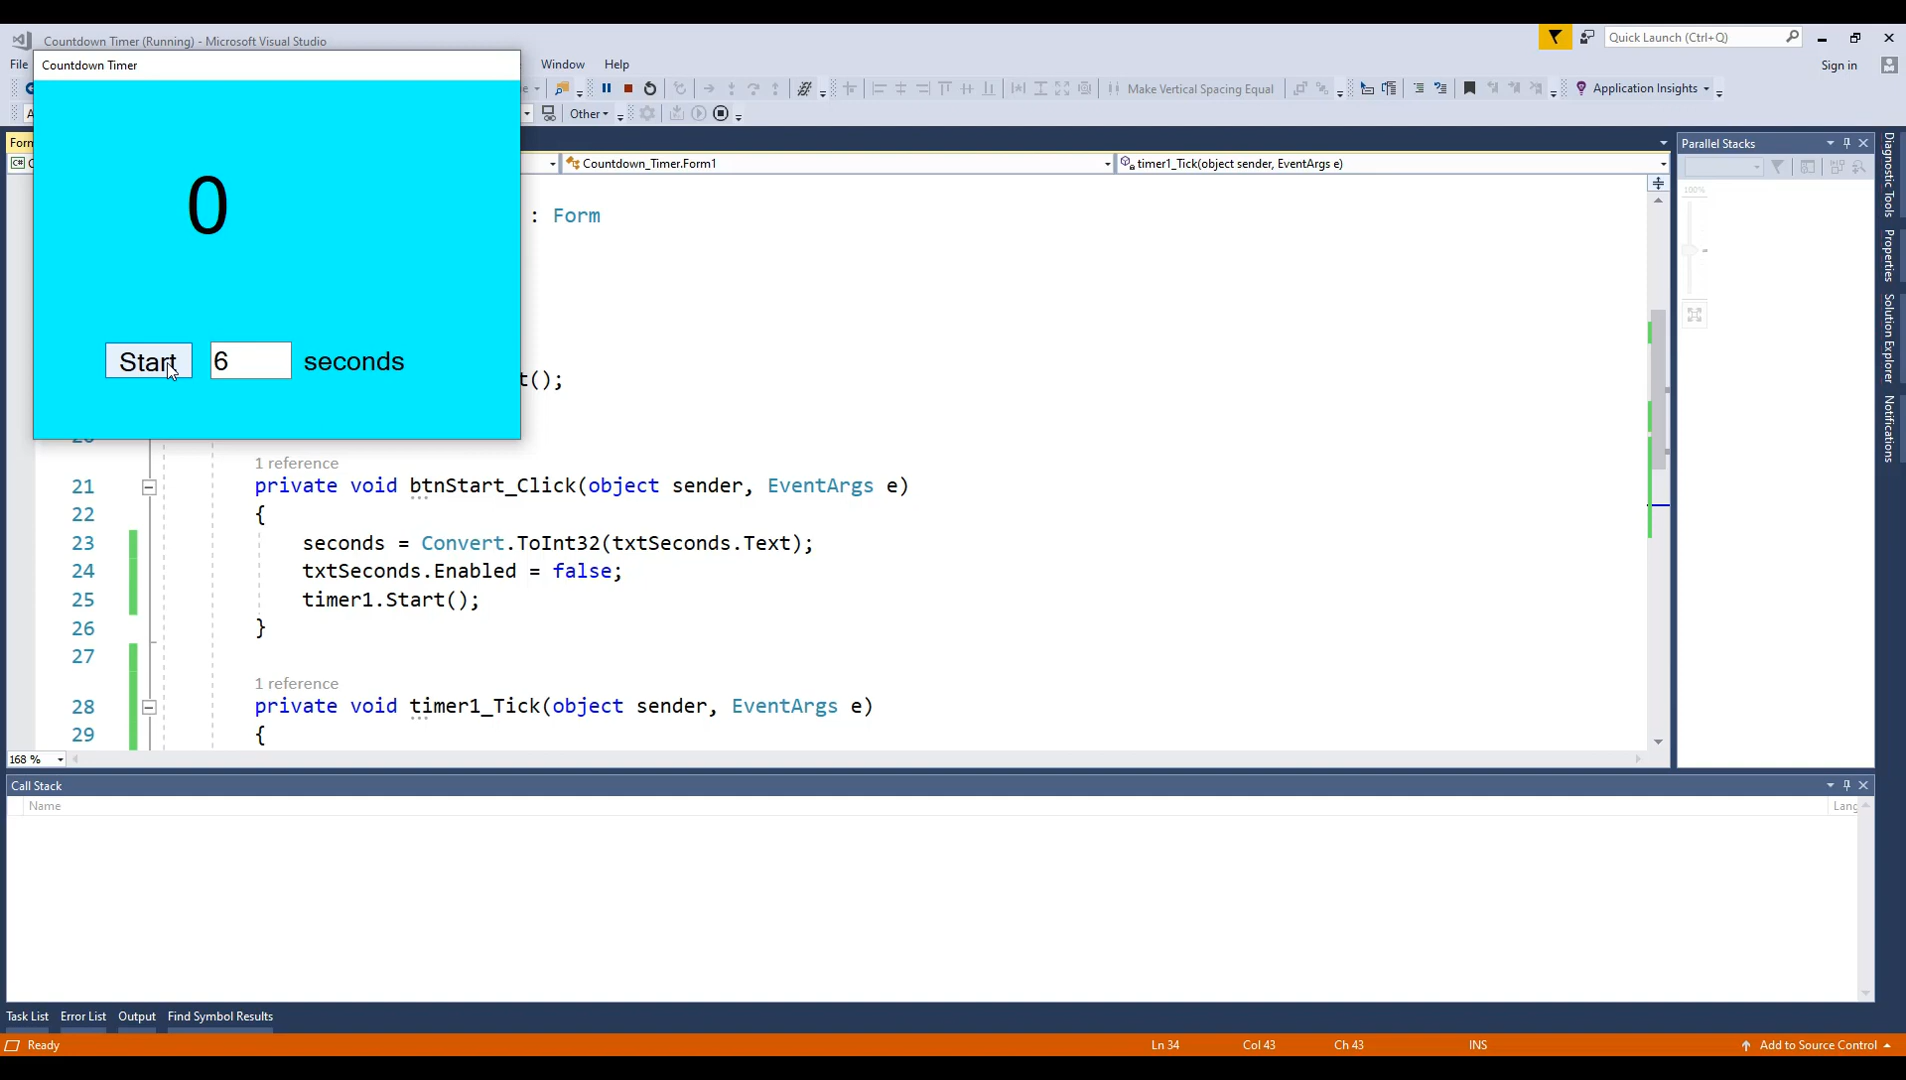 Countdown Timer (Running) - Microsoft Visual Studio
Quick Launch (Ctrl+Q)
File
Window
Help
Sign in
Countdown Timer
Make Vertical Spacing Equal
Application Insights
Other
Form
Countdown_Timer.Form1
timer1_Tick(object sender, EventArgs e)
Parallel Stacks
100%
Diagnostic Tools
Properties
Solution Explorer
Notifications
0
Start
6
seconds
: Form
t();
1 reference
21 private void btnStart_Click(object sender, EventArgs e)
22 {
23 seconds = Convert.ToInt32(txtSeconds.Text);
24 txtSeconds.Enabled = false;
25 timer1.Start();
26 }
27
1 reference
28 private void timer1_Tick(object sender, EventArgs e)
29 {
168 %
Call Stack
Name
Lang
Task List
Error List
Output
Find Symbol Results
Ready
Ln 34
Col 43
Ch 43
INS
Add to Source Control